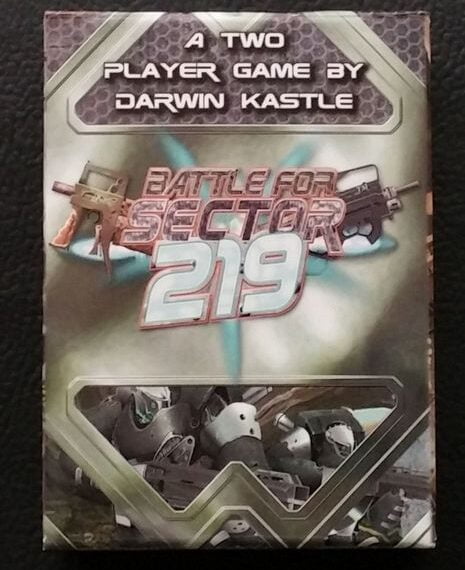 A TWO
PLAYER GAME BY
DARWIN KASTLE
BATTLE FOR
SECTOR
219